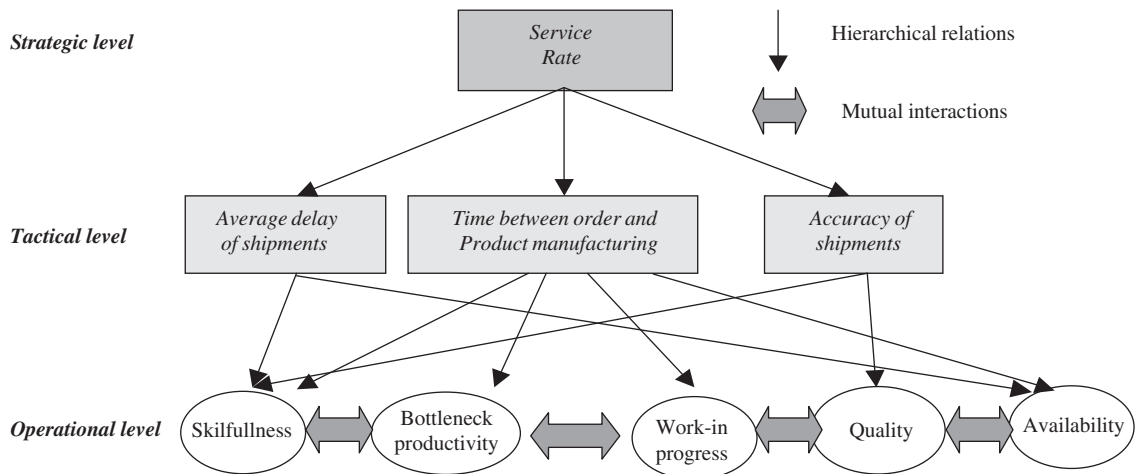 Strategic level
Service
Rate
Hierarchical relations
Mutual interactions
Tactical level
Average delay
of shipments
Time between order and
Product manufacturing
Accuracy of
shipments
Operational level
Skilfullness
Bottleneck
productivity
Work-in
progress
Quality
Availability